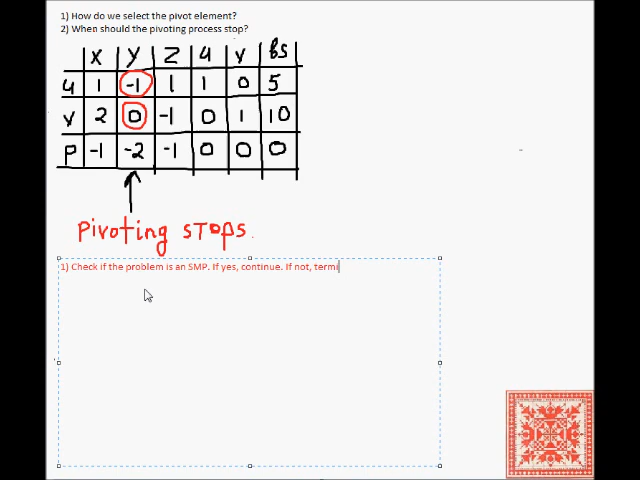 1) How do we select the pivot element?
2) When should the pivoting process stop?
x y z u v bs
u 1 -1 1 1 0 5
v 2 0 -1 0 1 10
P -1 -2 -1 0 0 0
Pivoting stops.
1) Check if the problem is an SMP. If yes, continue. If not, termi